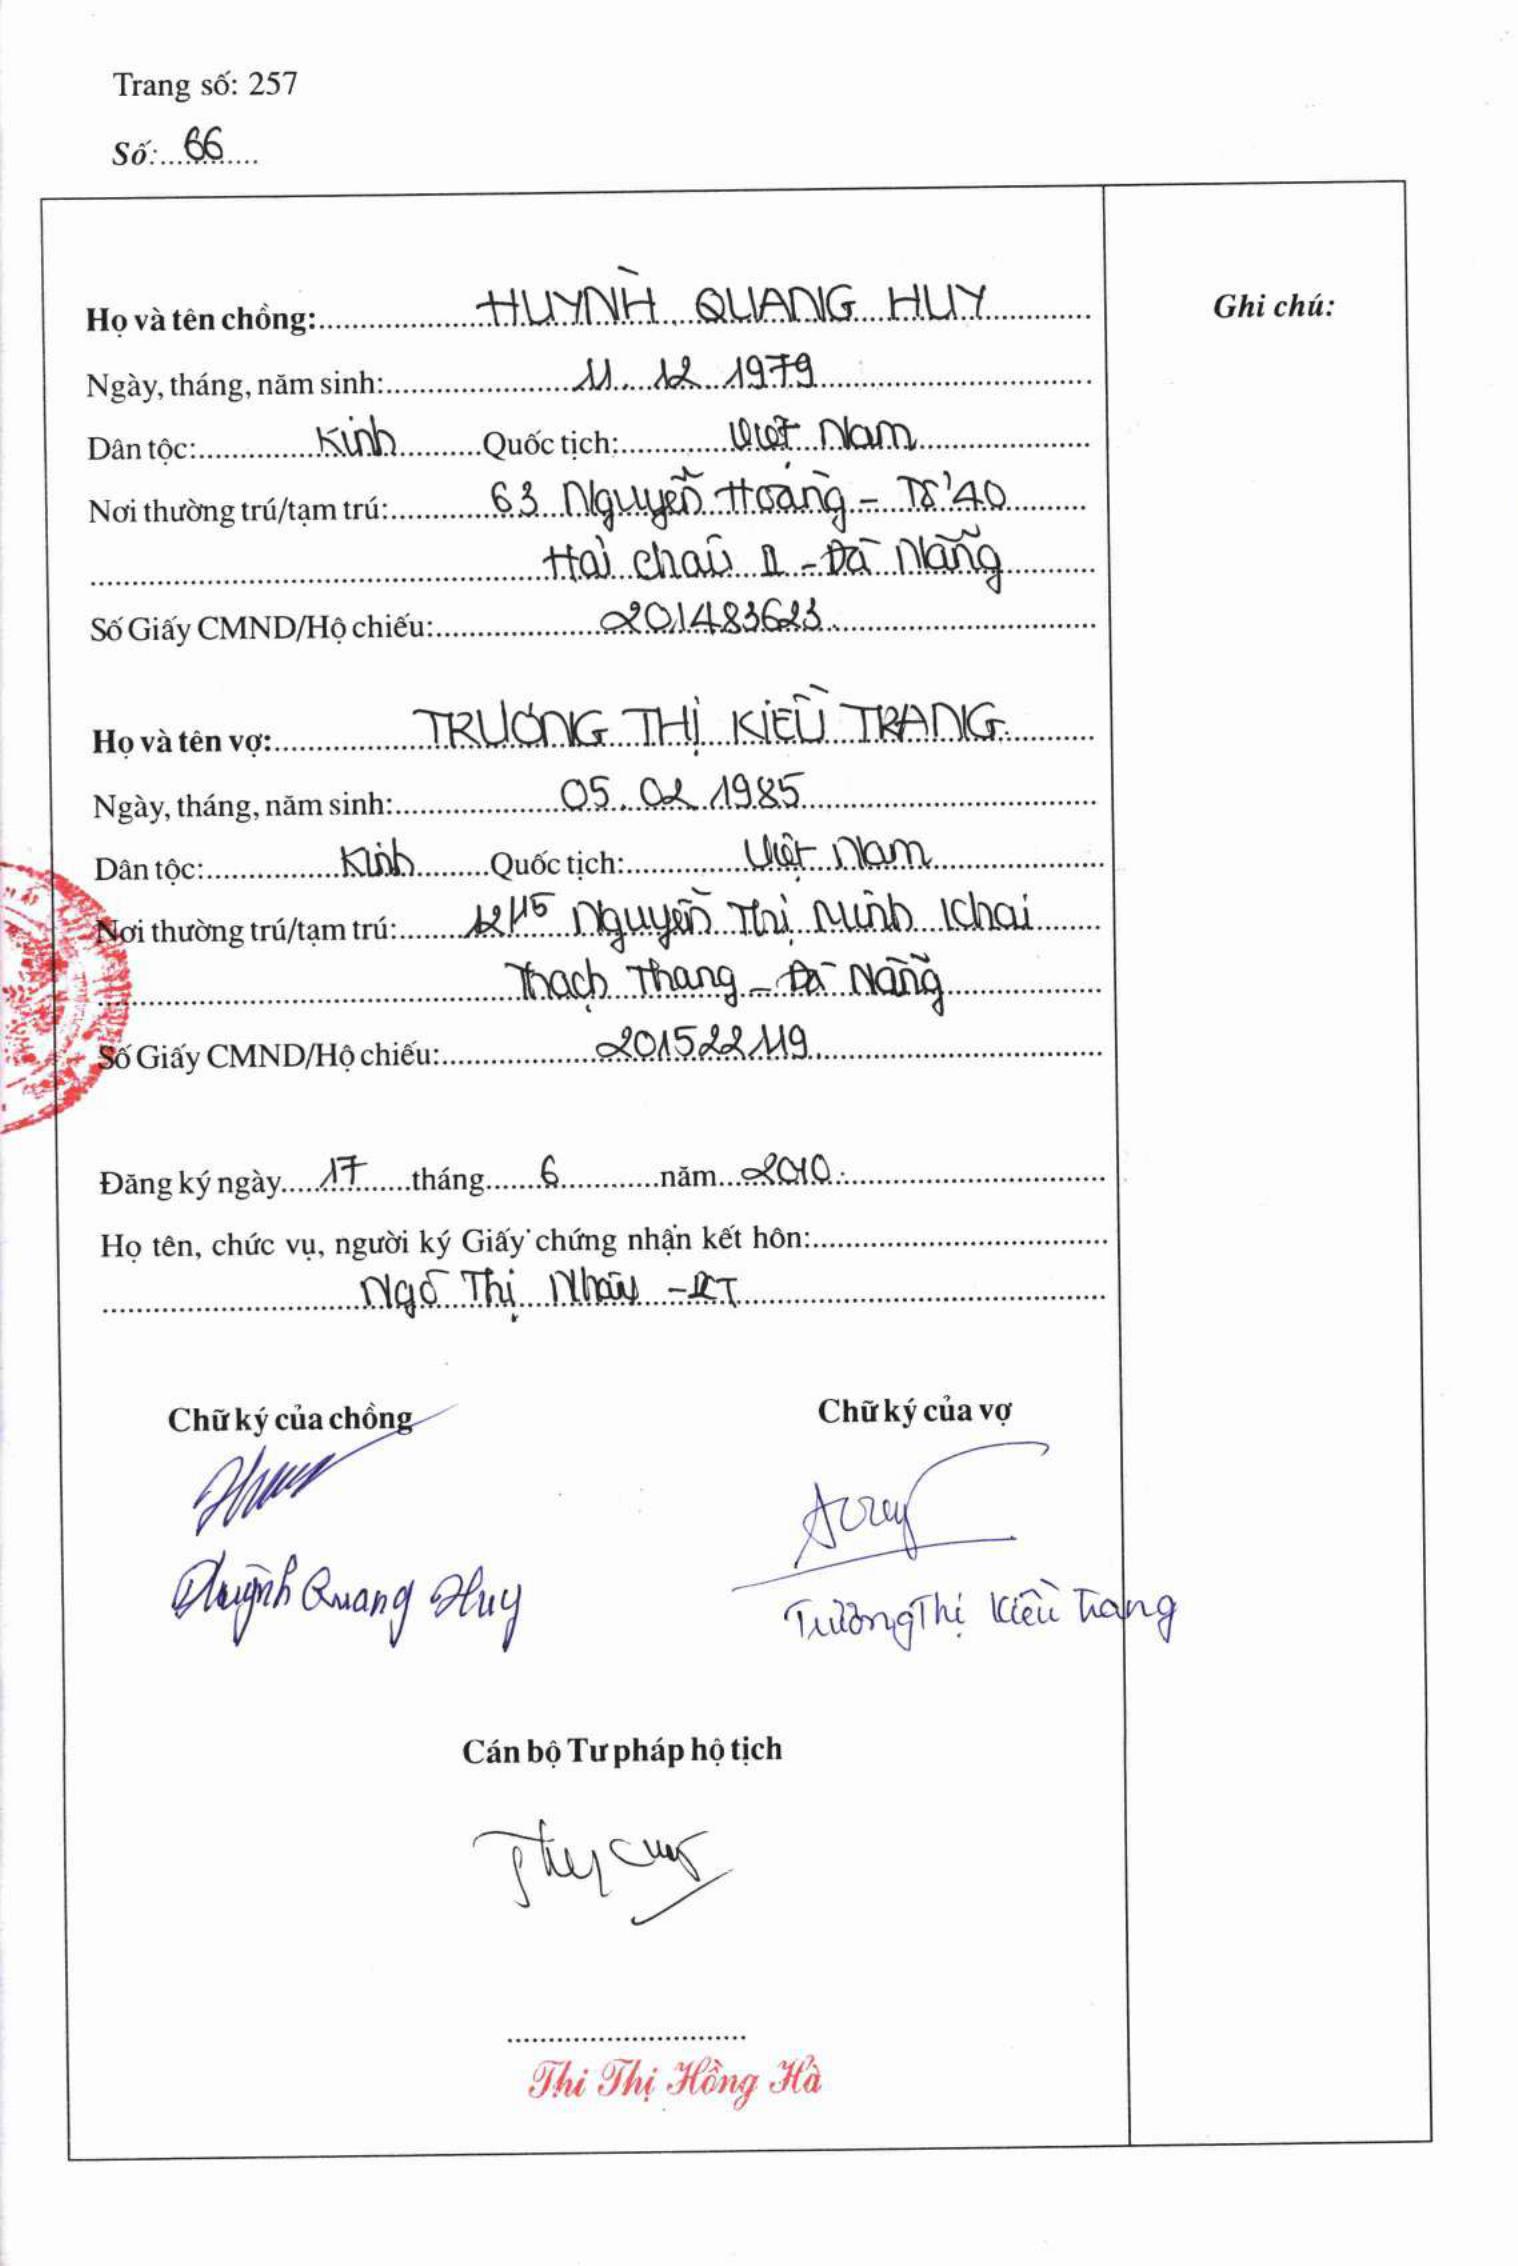 Trang số: 257
Số: 66
Họ và tên chồng: HUỲNH QUANG HUY
Ghi chú:
Ngày, tháng, năm sinh: 11. 12 1979
Dân tộc: Kinh Quốc tịch: Việt Nam
Nơi thường trú/tạm trú: 63 Nguyễn Hoàng - Tổ 40
Hải Châu II - Đà Nẵng
Số Giấy CMND/Hộ chiếu: 201483623
Họ và tên vợ: TRƯƠNG THỊ KIỀU TRANG
Ngày, tháng, năm sinh: 05. 02 1985
Dân tộc: Kinh Quốc tịch: Việt Nam
Nơi thường trú/tạm trú: Nguyễn Thị Minh Khai
Thạch Thang - Đà Nẵng
Số Giấy CMND/Hộ chiếu: 201522119
Đăng ký ngày 17 tháng 6 năm 2010
Họ tên, chức vụ, người ký Giấy chứng nhận kết hôn:
Ngô Thị
Chữ ký của chồng
Chữ ký của vợ
Huỳnh Quang Huy
Trương Thị Kiều Trang
Cán bộ Tư pháp hộ tịch
Thi Thị Hồng Hà